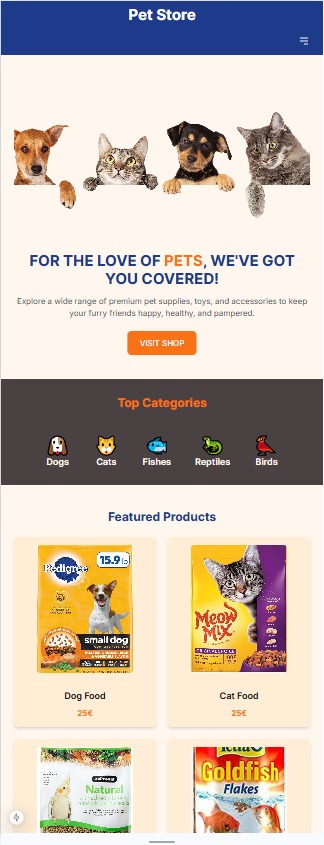 Pet Store
FOR THE LOVE OF PETS, WE'VE GOT
YOU COVERED!
Explore a wide range of premium pet supplies, toys, and accessories to keep
your furry friends happy, healthy, and pampered.
VISIT SHOP
Top Categories
Dogs
Cats
Fishes
Reptiles
Birds
Featured Products
Pedigree
15.9 lb
small dog
Dog Food
25€
Meow
Mix
ORIGINAL CHOICE
Cat Food
25€
Natural
Tetra
Goldfish
Flakes